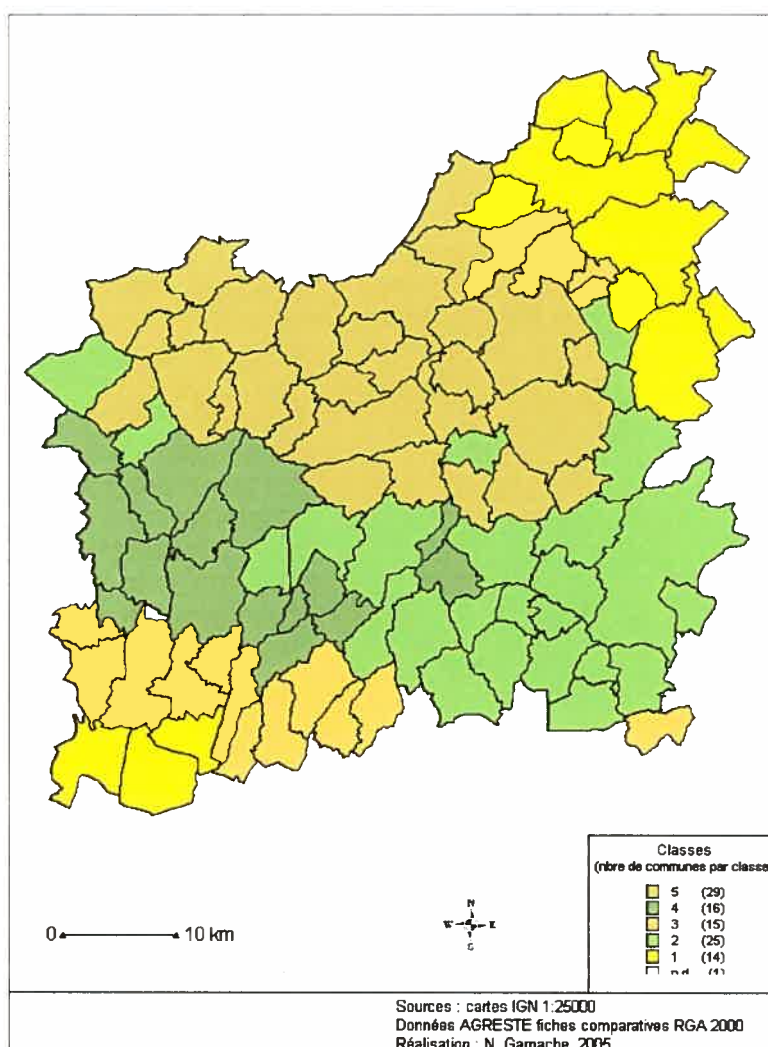 Classes
(nbre de communes par classe
5 (29)
4 (16)
3 (15)
2 (25)
1 (14)
n.d. (1)
N
W E
S
0 10 km
Sources : cartes IGN 1:25000
Données AGRESTE fiches comparatives RGA 2000
Réalisation : N. Gamache, 2005